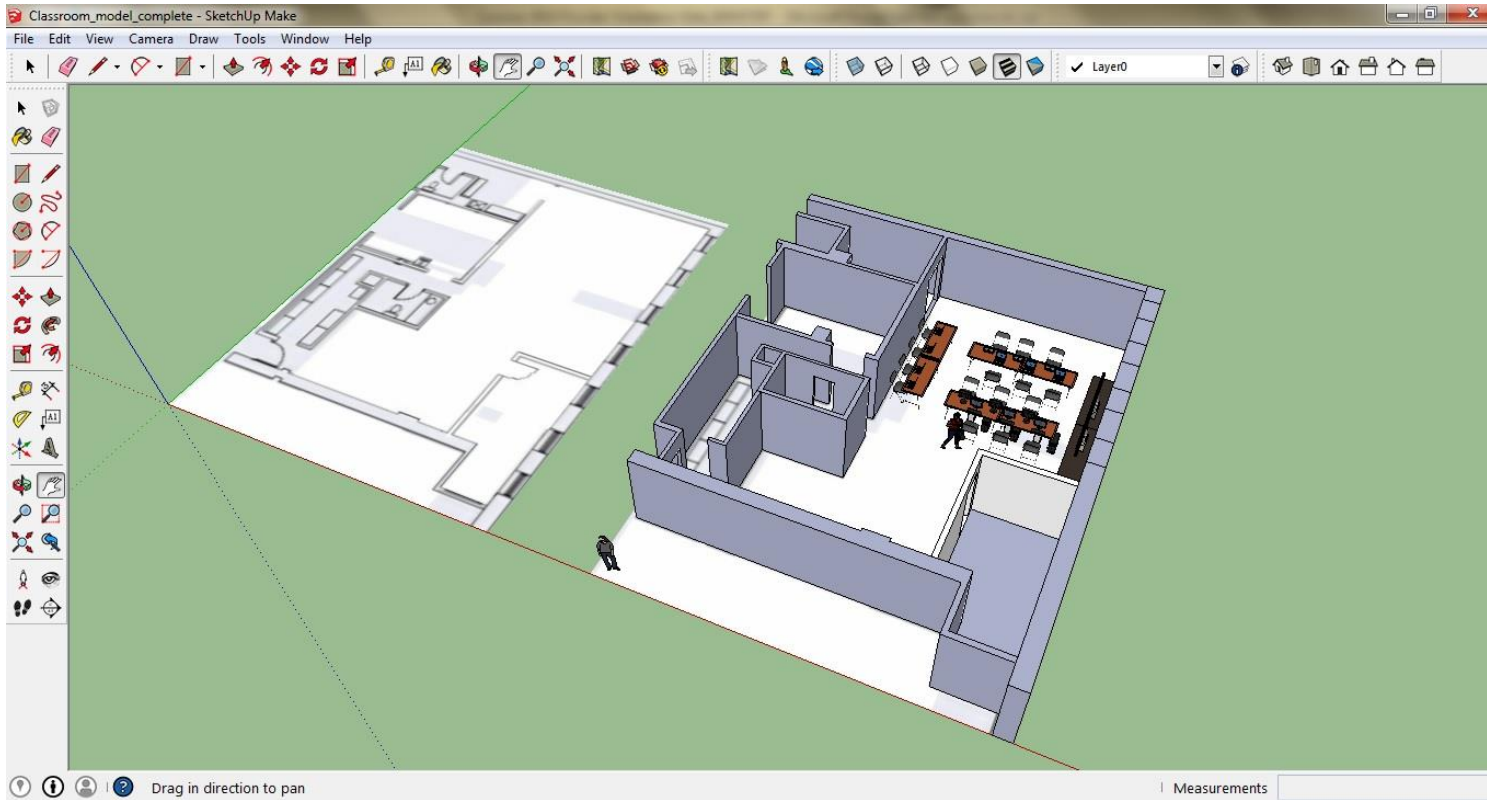 Classroom_model_complete - SketchUp Make
File Edit View Camera Draw Tools Window Help
A1
Layer0
A1
Drag in direction to pan
Measurements